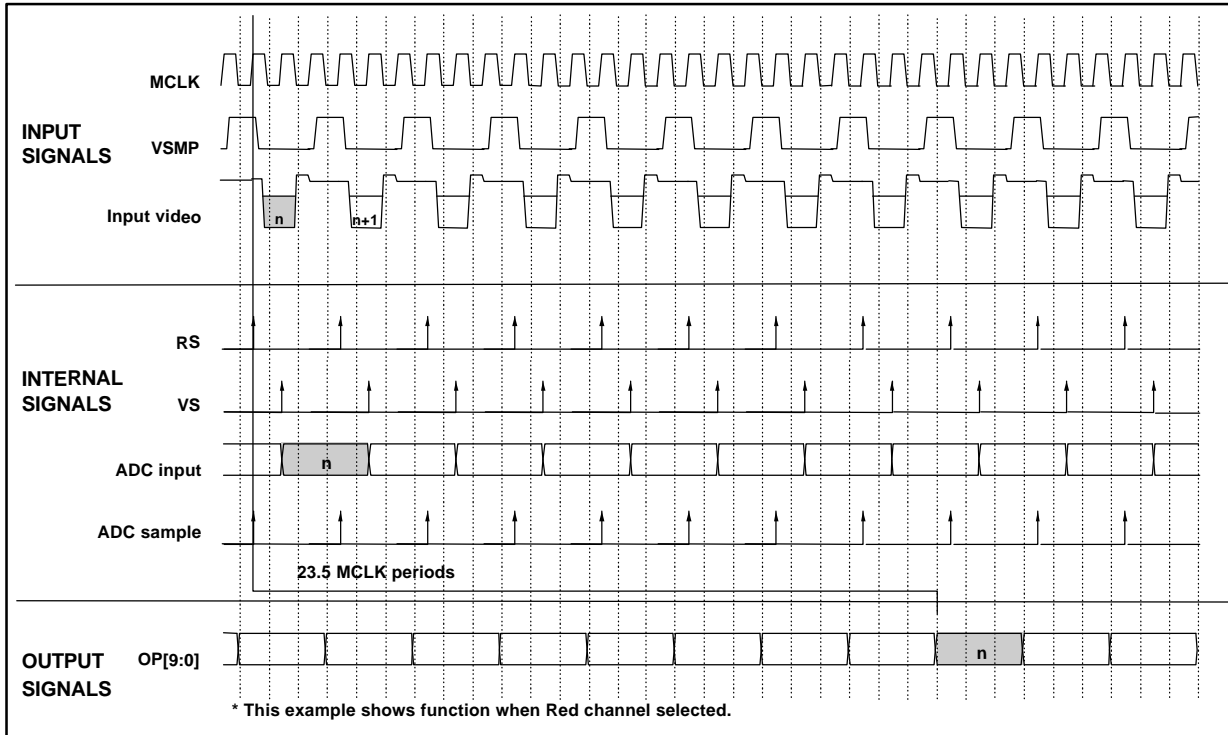 MCLK
INPUT
SIGNALS
VSMP
Input video
n
n+1
RS
INTERNAL
SIGNALS
VS
ADC input
n
ADC sample
23.5 MCLK periods
OUTPUT
SIGNALS
OP[9:0]
n
* This example shows function when Red channel selected.